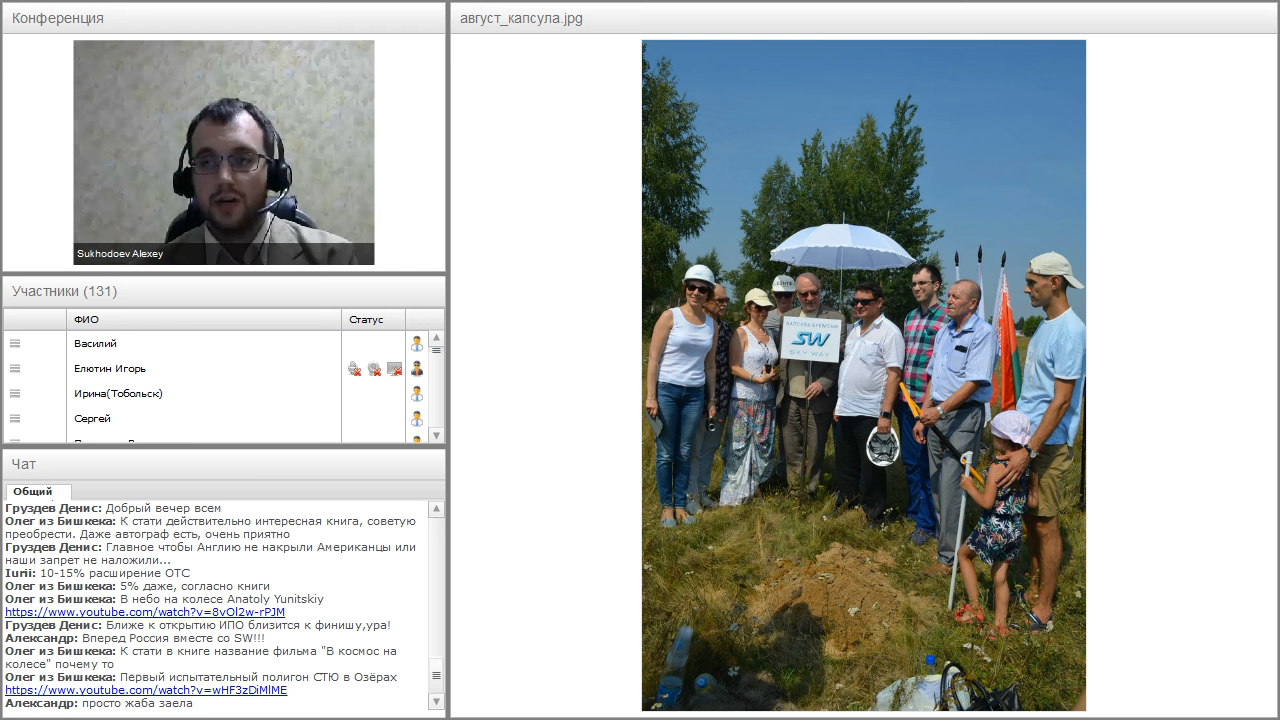 Конференция
Sukhodoev Alexey
Участники (131)
ФИО
Статус
Вася
Елис Игорь
Ирина(Тобольск)
Сергей
Чат
Общий
Груздев Денис: Добрый вечер всем
Олег из Бишкека: К стати действительно интересная книга, советую
преобрести. Даже автограф есть, очень приятно
Груздев Денис: Главное чтобы Англию не накрыли Американцы или
наши запрет не наложили...
Iurii: 10-15% расширение ОТС
Олег из Бишкека: 5% даже, согласно книги
Олег из Бишкека: В небо на колесе Anatoly Yunitskiy
https://www.youtube.com/watch?v=8vOl2w-rPJM
Груздев Денис: Ближе к открытию ИПО близится к финишу,ура!
Александр: Вперед Россия вместе со SW!!!
Олег из Бишкека: К стати в книге название фильма "В космос на
колесе" почему то
Олег из Бишкека: Первый испытательный полигон СТЮ в Озёрах
https://www.youtube.com/watch?v=wHF3zDiMlME
Александр: просто жаба зала
август_капсула.jpg
КАПСУЛА ВРЕМЕНИ
SW
SKY WAY